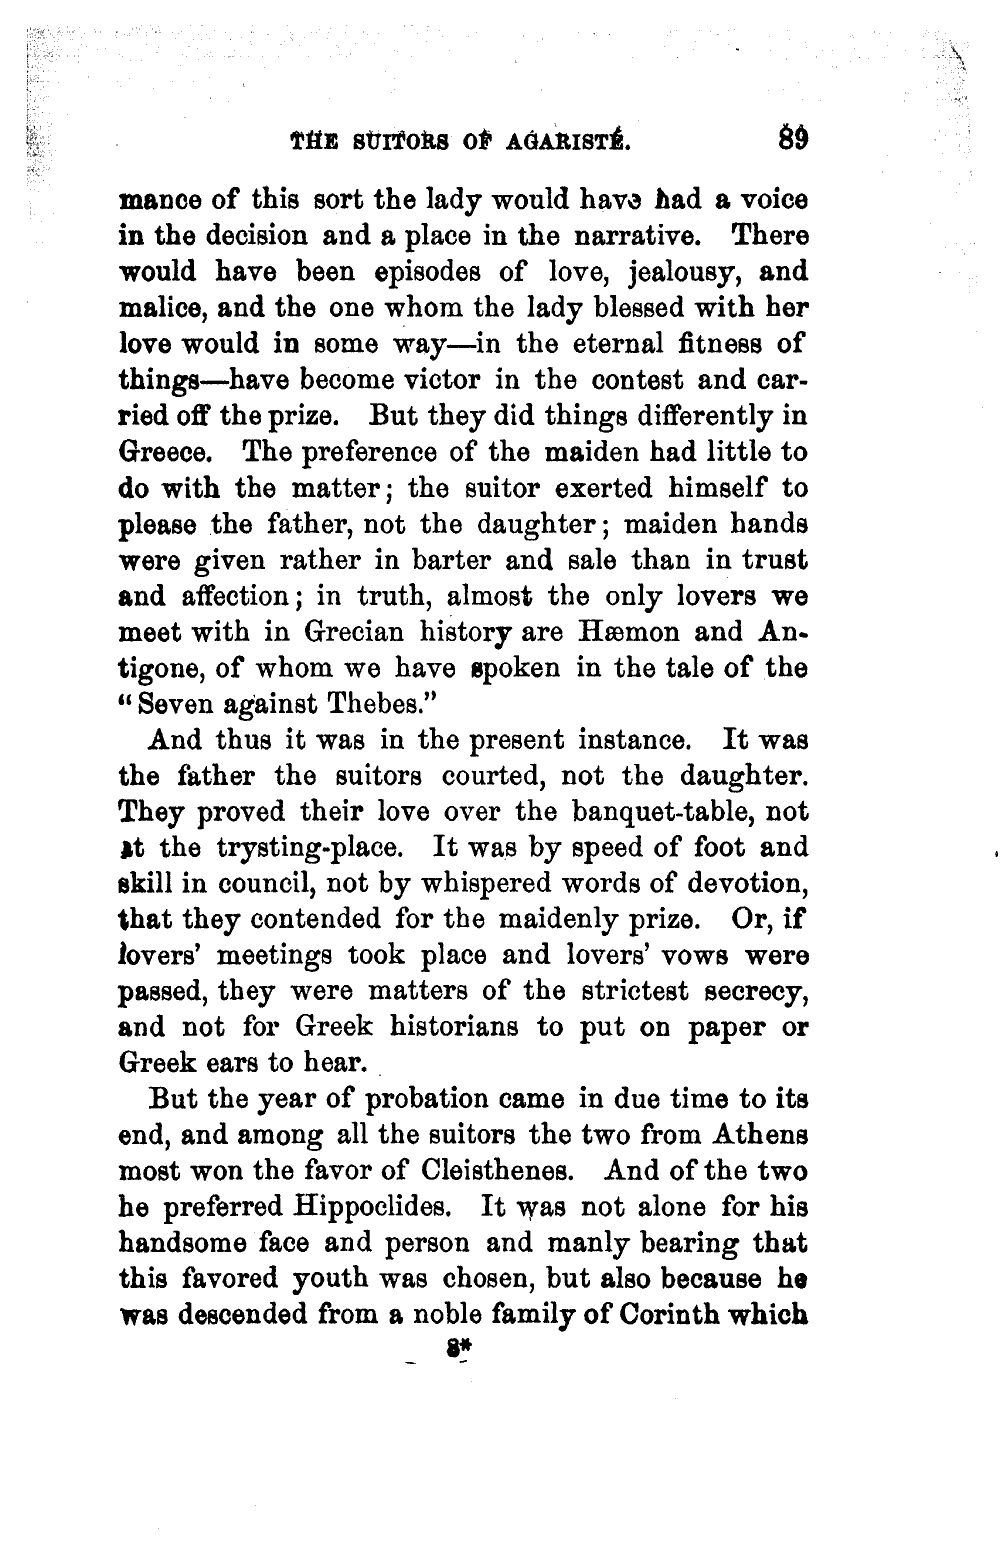 THE SUITORS OF AGARISTÉ. 89
mance of this sort the lady would have had a voice
in the decision and a place in the narrative. There
would have been episodes of love, jealousy, and
malice, and the one whom the lady blessed with her
love would in some way—in the eternal fitness of
things—have become victor in the contest and car-
ried off the prize. But they did things differently in
Greece. The preference of the maiden had little to
do with the matter; the suitor exerted himself to
please the father, not the daughter; maiden hands
were given rather in barter and sale than in trust
and affection; in truth, almost the only lovers we
meet with in Grecian history are Hæmon and An-
tigone, of whom we have spoken in the tale of the
“Seven against Thebes.”
And thus it was in the present instance. It was
the father the suitors courted, not the daughter.
They proved their love over the banquet-table, not
at the trysting-place. It was by speed of foot and
skill in council, not by whispered words of devotion,
that they contended for the maidenly prize. Or, if
lovers’ meetings took place and lovers’ vows were
passed, they were matters of the strictest secrecy,
and not for Greek historians to put on paper or
Greek ears to hear.
But the year of probation came in due time to its
end, and among all the suitors the two from Athens
most won the favor of Cleisthenes. And of the two
he preferred Hippoclides. It was not alone for his
handsome face and person and manly bearing that
this favored youth was chosen, but also because he
was descended from a noble family of Corinth which
8*